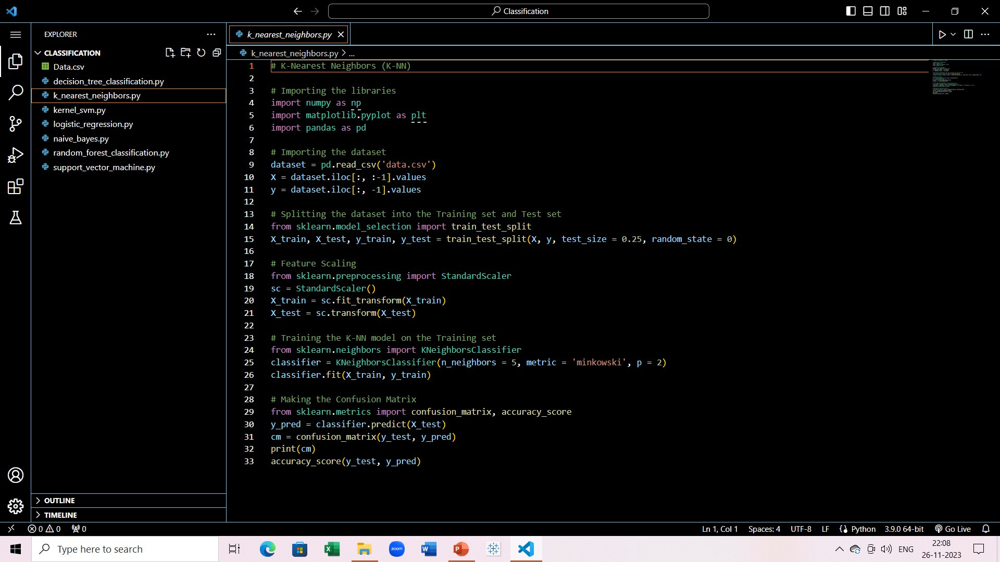 Classification
EXPLORER
k_nearest_neighbors.py
CLASSIFICATION
k_nearest_neighbors.py > ...
Data.csv
decision_tree_classification.py
k_nearest_neighbors.py
kernel_svm.py
logistic_regression.py
naive_bayes.py
random_forest_classification.py
support_vector_machine.py
OUTLINE
TIMELINE
1 # K-Nearest Neighbors (K-NN)
2
3 # Importing the libraries
4 import numpy as np
5 import matplotlib.pyplot as plt
6 import pandas as pd
7
8 # Importing the dataset
9 dataset = pd.read_csv('data.csv')
10 X = dataset.iloc[:, :-1].values
11 y = dataset.iloc[:, -1].values
12
13 # Splitting the dataset into the Training set and Test set
14 from sklearn.model_selection import train_test_split
15 X_train, X_test, y_train, y_test = train_test_split(X, y, test_size = 0.25, random_state = 0)
16
17 # Feature Scaling
18 from sklearn.preprocessing import StandardScaler
19 sc = StandardScaler()
20 X_train = sc.fit_transform(X_train)
21 X_test = sc.transform(X_test)
22
23 # Training the K-NN model on the Training set
24 from sklearn.neighbors import KNeighborsClassifier
25 classifier = KNeighborsClassifier(n_neighbors = 5, metric = 'minkowski', p = 2)
26 classifier.fit(X_train, y_train)
27
28 # Making the Confusion Matrix
29 from sklearn.metrics import confusion_matrix, accuracy_score
30 y_pred = classifier.predict(X_test)
31 cm = confusion_matrix(y_test, y_pred)
32 print(cm)
33 accuracy_score(y_test, y_pred)
0 0 0 Ln 1, Col 1 Spaces: 4 UTF-8 LF Python 3.9.0 64-bit Go Live
Type here to search
zoom
ENG
22:08
26-11-2023